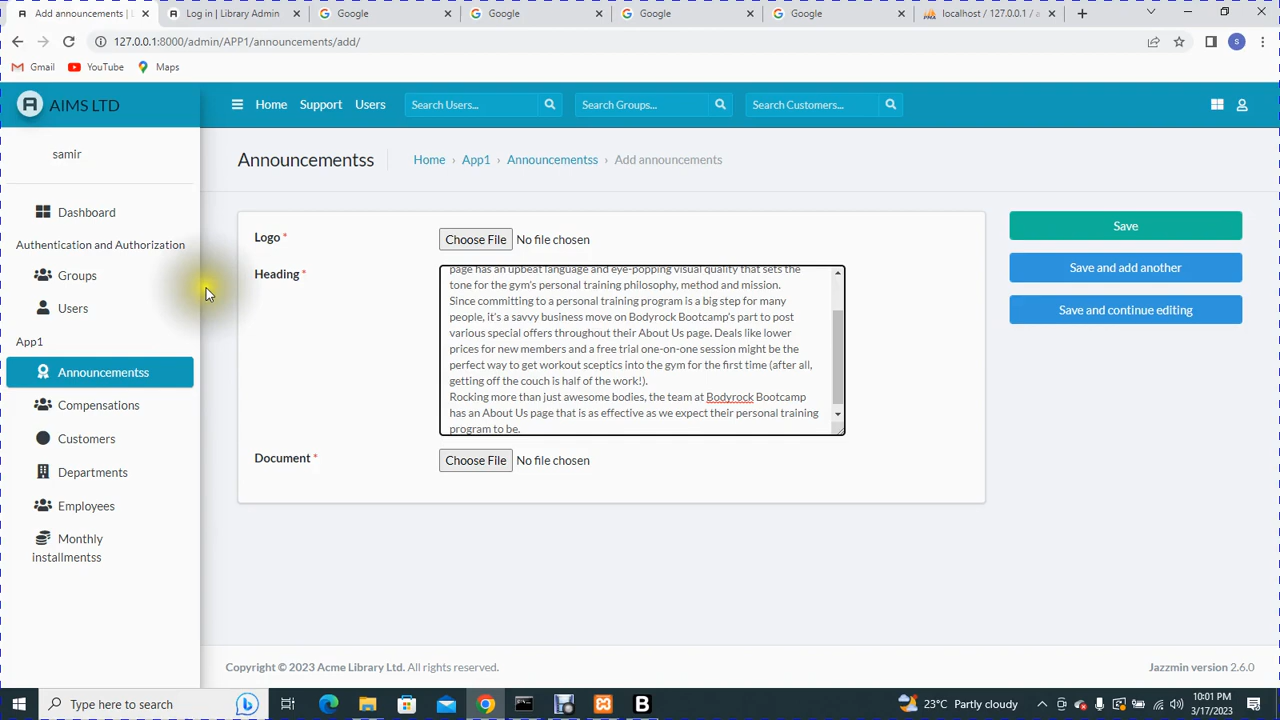 Add announcements | L
Log in | Library Admin
Google
Google
Google
Google
localhost / 127.0.0.1 / a
127.0.0.1:8000/admin/APP1/announcements/add/
S
Gmail
YouTube
Maps
AIMS LTD
Home
Support
Users
Search Users...
Search Groups...
Search Customers...
samir
Announcementss
Home › App1 › Announcementss › Add announcements
Dashboard
Authentication and Authorization
Groups
Users
App1
Announcementss
Compensations
Customers
Departments
Employees
Monthly
installmentss
Logo *
Choose File No file chosen
Heading *
page has an upbeat language and eye-popping visual quality that sets the
tone for the gym's personal training philosophy, method and mission.
Since committing to a personal training program is a big step for many
people, it's a savvy business move on Bodyrock Bootcamp's part to post
various special offers throughout their About Us page. Deals like lower
prices for new members and a free trial one-on-one session might be the
perfect way to get workout sceptics into the gym for the first time (after all,
getting off the couch is half of the work!).
Rocking more than just awesome bodies, the team at Bodyrock Bootcamp
has an About Us page that is as effective as we expect their personal training
program to be.
Document *
Choose File No file chosen
Save
Save and add another
Save and continue editing
Copyright © 2023 Acme Library Ltd. All rights reserved.
Jazzmin version 2.6.0
Type here to search
23°C Partly cloudy
10:01 PM
3/17/2023